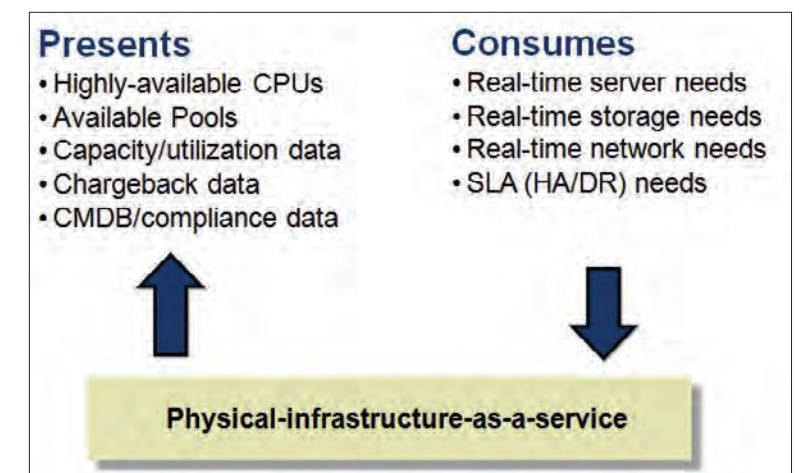 Presents
• Highly-available CPUs
• Available Pools
• Capacity/utilization data
• Chargeback data
• CMDB/compliance data
Consumes
• Real-time server needs
• Real-time storage needs
• Real-time network needs
• SLA (HA/DR) needs
Physical-infrastructure-as-a-service